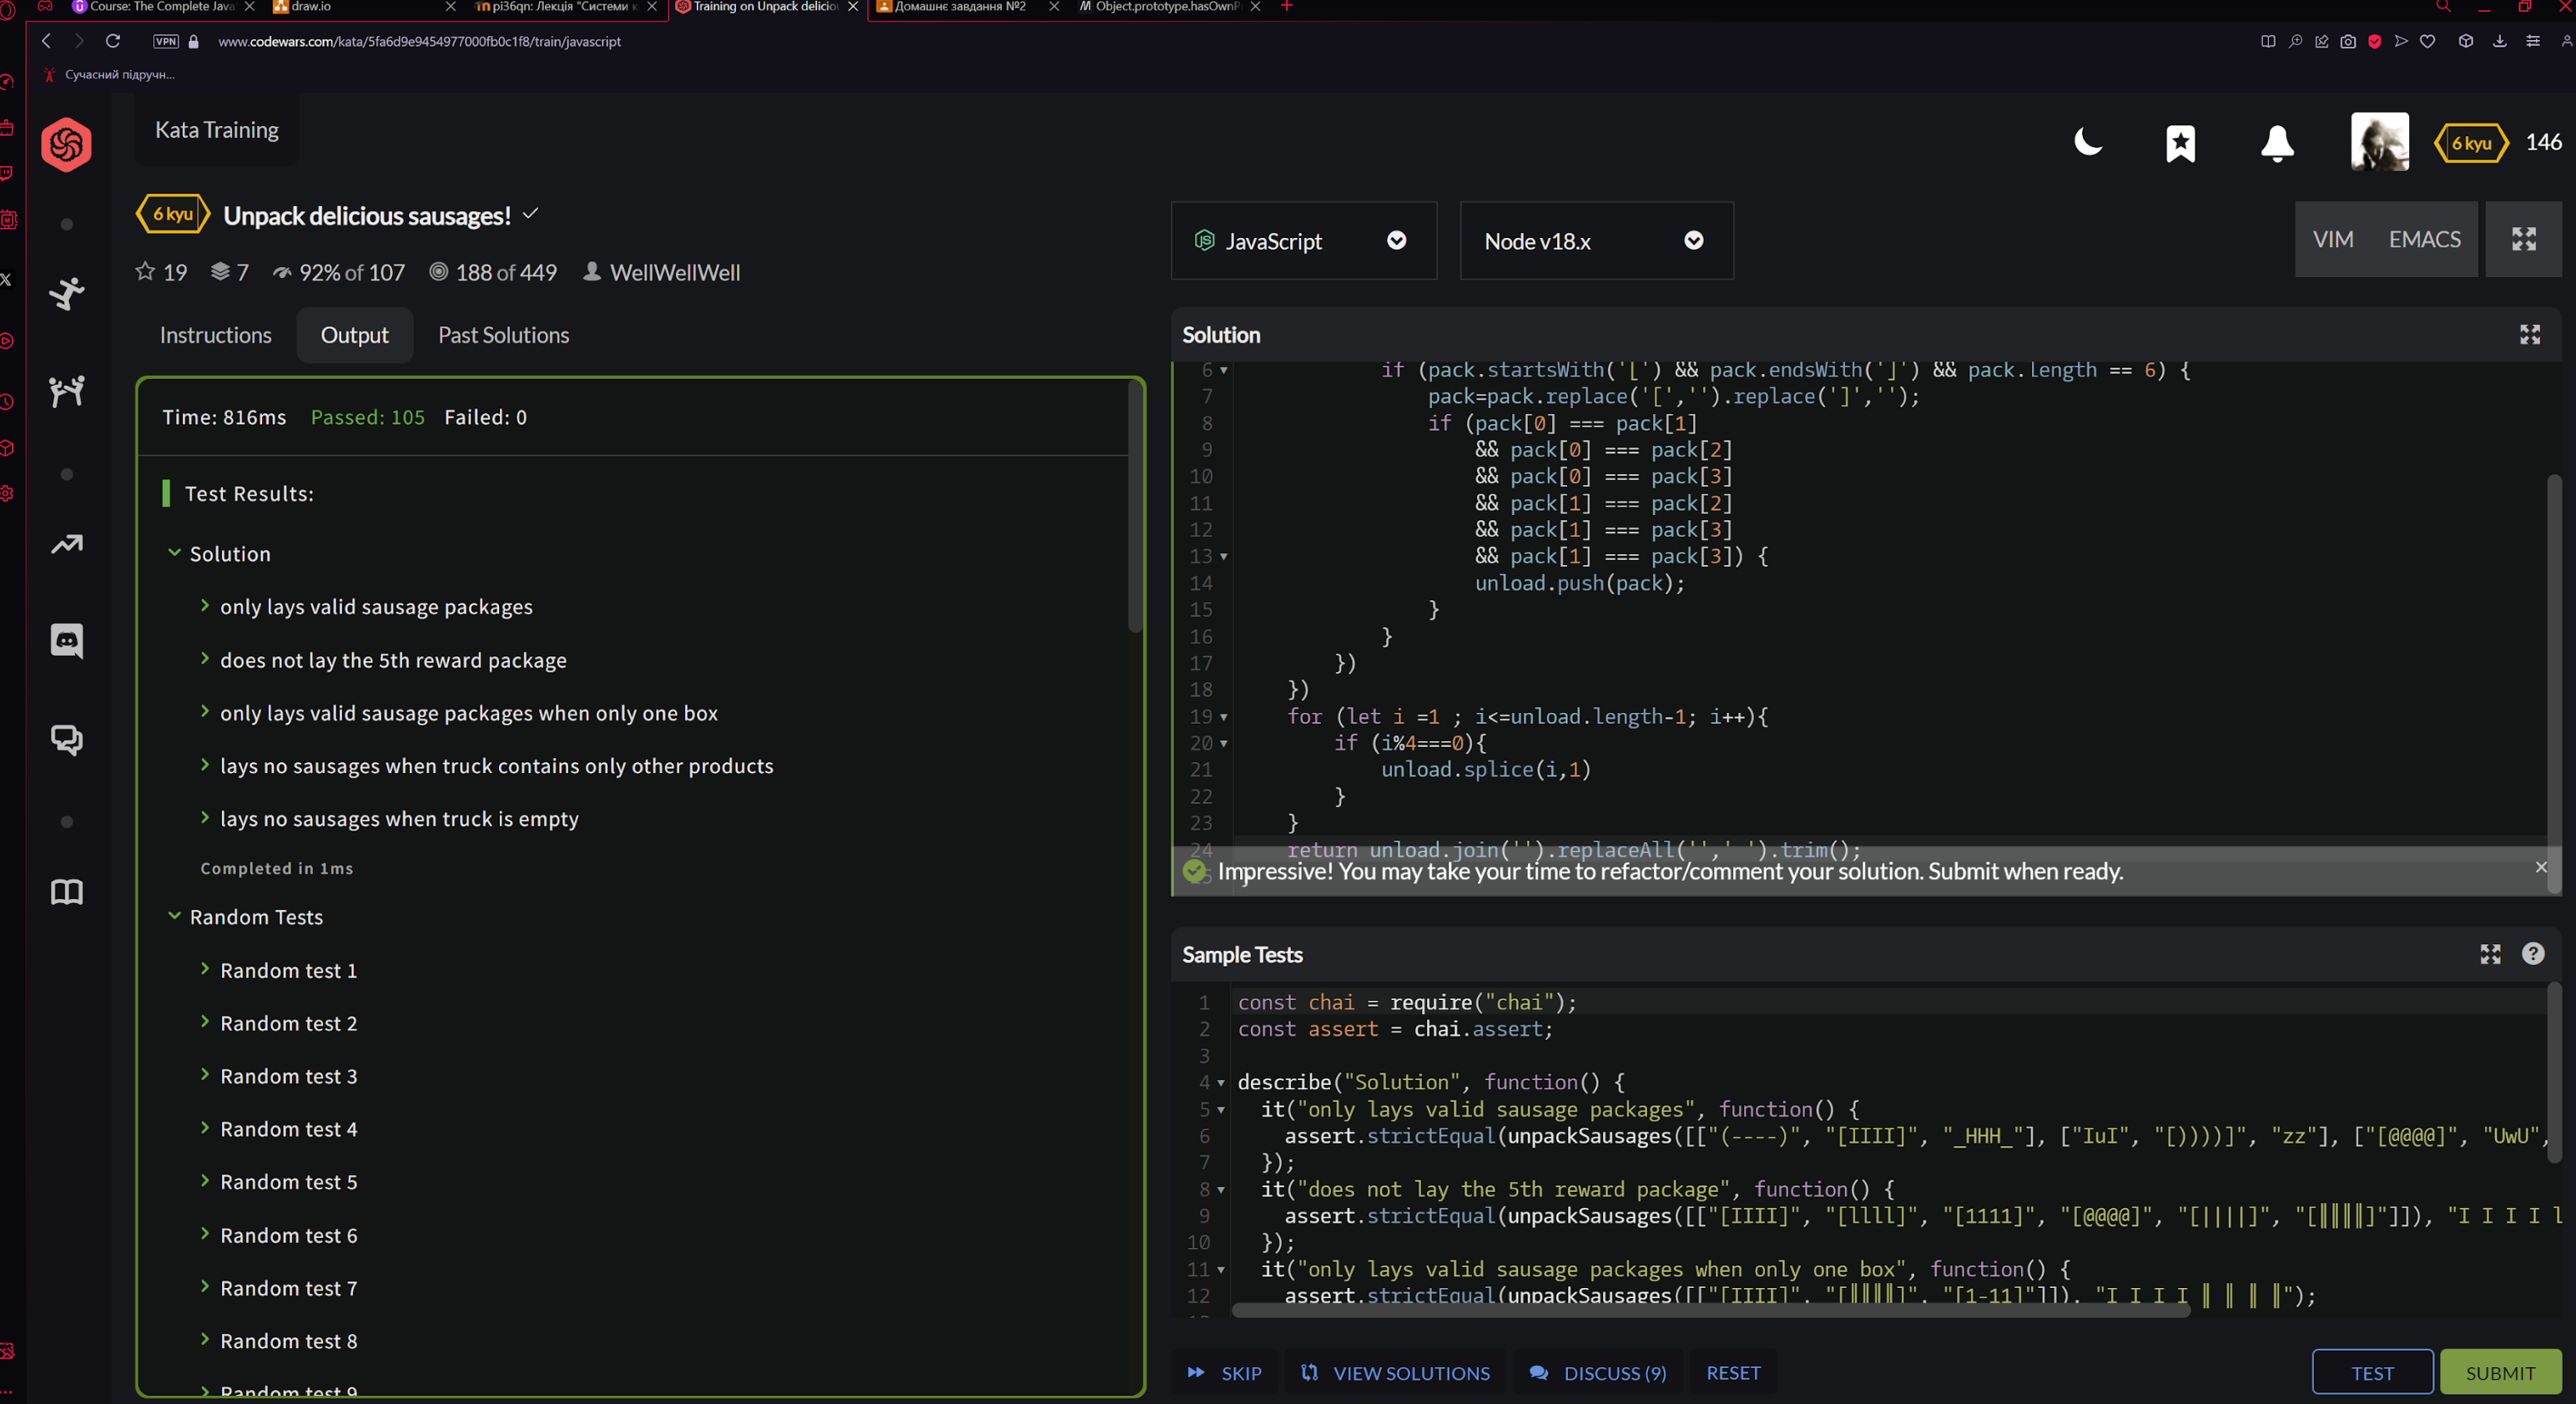 Course: The Complete Java
draw.io
pi36qn: Лекція "Системи к
Training on Unpack deliciou
Домашнє завдання №2
Object.prototype.hasOwnP
VPN
www.codewars.com/kata/5fa6d9e9454977000fb0c1f8/train/javascript
Сучасний підручн...
Kata Training
6 kyu
146
6 kyu
Unpack delicious sausages!
19
7
92% of 107
188 of 449
WellWellWell
JavaScript
Node v18.x
VIM
EMACS
Instructions
Output
Past Solutions
Time: 816ms Passed: 105 Failed: 0
Test Results:
Solution
only lays valid sausage packages
does not lay the 5th reward package
only lays valid sausage packages when only one box
lays no sausages when truck contains only other products
lays no sausages when truck is empty
Completed in 1ms
Random Tests
Random test 1
Random test 2
Random test 3
Random test 4
Random test 5
Random test 6
Random test 7
Random test 8
Random test 9
Solution
6 if (pack.startsWith('[') && pack.endsWith(']') && pack.length == 6) {
7 pack=pack.replace('[','').replace(']','');
8 if (pack[0] === pack[1]
9 && pack[0] === pack[2]
10 && pack[0] === pack[3]
11 && pack[1] === pack[2]
12 && pack[1] === pack[3]
13 && pack[1] === pack[3]) {
14 unload.push(pack);
15 }
16 }
17 })
18 })
19 for (let i =1 ; i<=unload.length-1; i++){
20 if (i%4===0){
21 unload.splice(i,1)
22 }
23 }
24 return unload.join('').replaceAll('',' ').trim();
25 }
Impressive! You may take your time to refactor/comment your solution. Submit when ready.
Sample Tests
1 const chai = require("chai");
2 const assert = chai.assert;
3
4 describe("Solution", function() {
5 it("only lays valid sausage packages", function() {
6 assert.strictEqual(unpackSausages([["(----)", "[IIII]", "_HHH_"], ["IuI", "[))))]", "zz"], ["[@@@@]", "UwU",
7 });
8 it("does not lay the 5th reward package", function() {
9 assert.strictEqual(unpackSausages([["[IIII]", "[llll]", "[1111]", "[@@@@]", "[||||]", "[‖‖‖‖]"]]), "I I I I l
10 });
11 it("only lays valid sausage packages when only one box", function() {
12 assert.strictEqual(unpackSausages([["[IIII]", "[‖‖‖‖]", "[1-11]"]]), "I I I I ‖ ‖ ‖ ‖");
SKIP
VIEW SOLUTIONS
DISCUSS (9)
RESET
TEST
SUBMIT